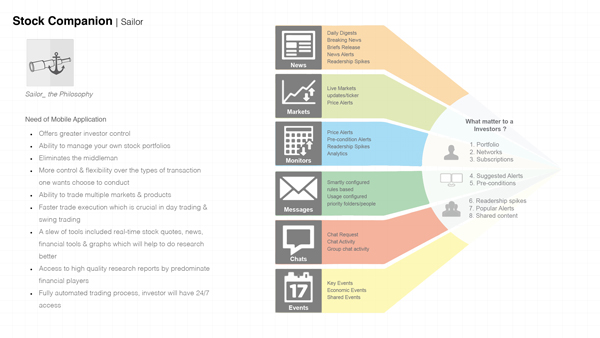 Stock Companion | Sailor
Sailor_ the Philosophy
Need of Mobile Application
• Offers greater investor control
• Ability to manage your own stock portfolios
• Eliminates the middleman
• More control & flexibility over the types of transaction
one wants choose to conduct
• Ability to trade multiple markets & products
• Faster trade execution which is crucial in day trading &
swing trading
• A slew of tools included real-time stock quotes, news,
financial tools & graphs which will help to do research
better
• Access to high quality research reports by predominate
financial players
• Fully automated trading process, investor will have 24/7
access
News
Daily Digests
Breaking News
Briefs Release
News Alerts
Readership Spikes
Markets
Live Markets
updates/ticker
Price Alerts
Monitors
Price Alerts
Pre-condition Alerts
Readership Spikes
Analytics
Messages
Smartly configured
rules based
Usage configured
priority folders/people
Chats
Chat Request
Chat Activity
Group chat activity
17
Events
Key Events
Economic Events
Shared Events
What matter to a
Investors ?
1. Portfolio
2. Networks
3. Subscriptions
4. Suggested Alerts
5. Pre-conditions
6. Readership spikes
7. Popular Alerts
8. Shared content